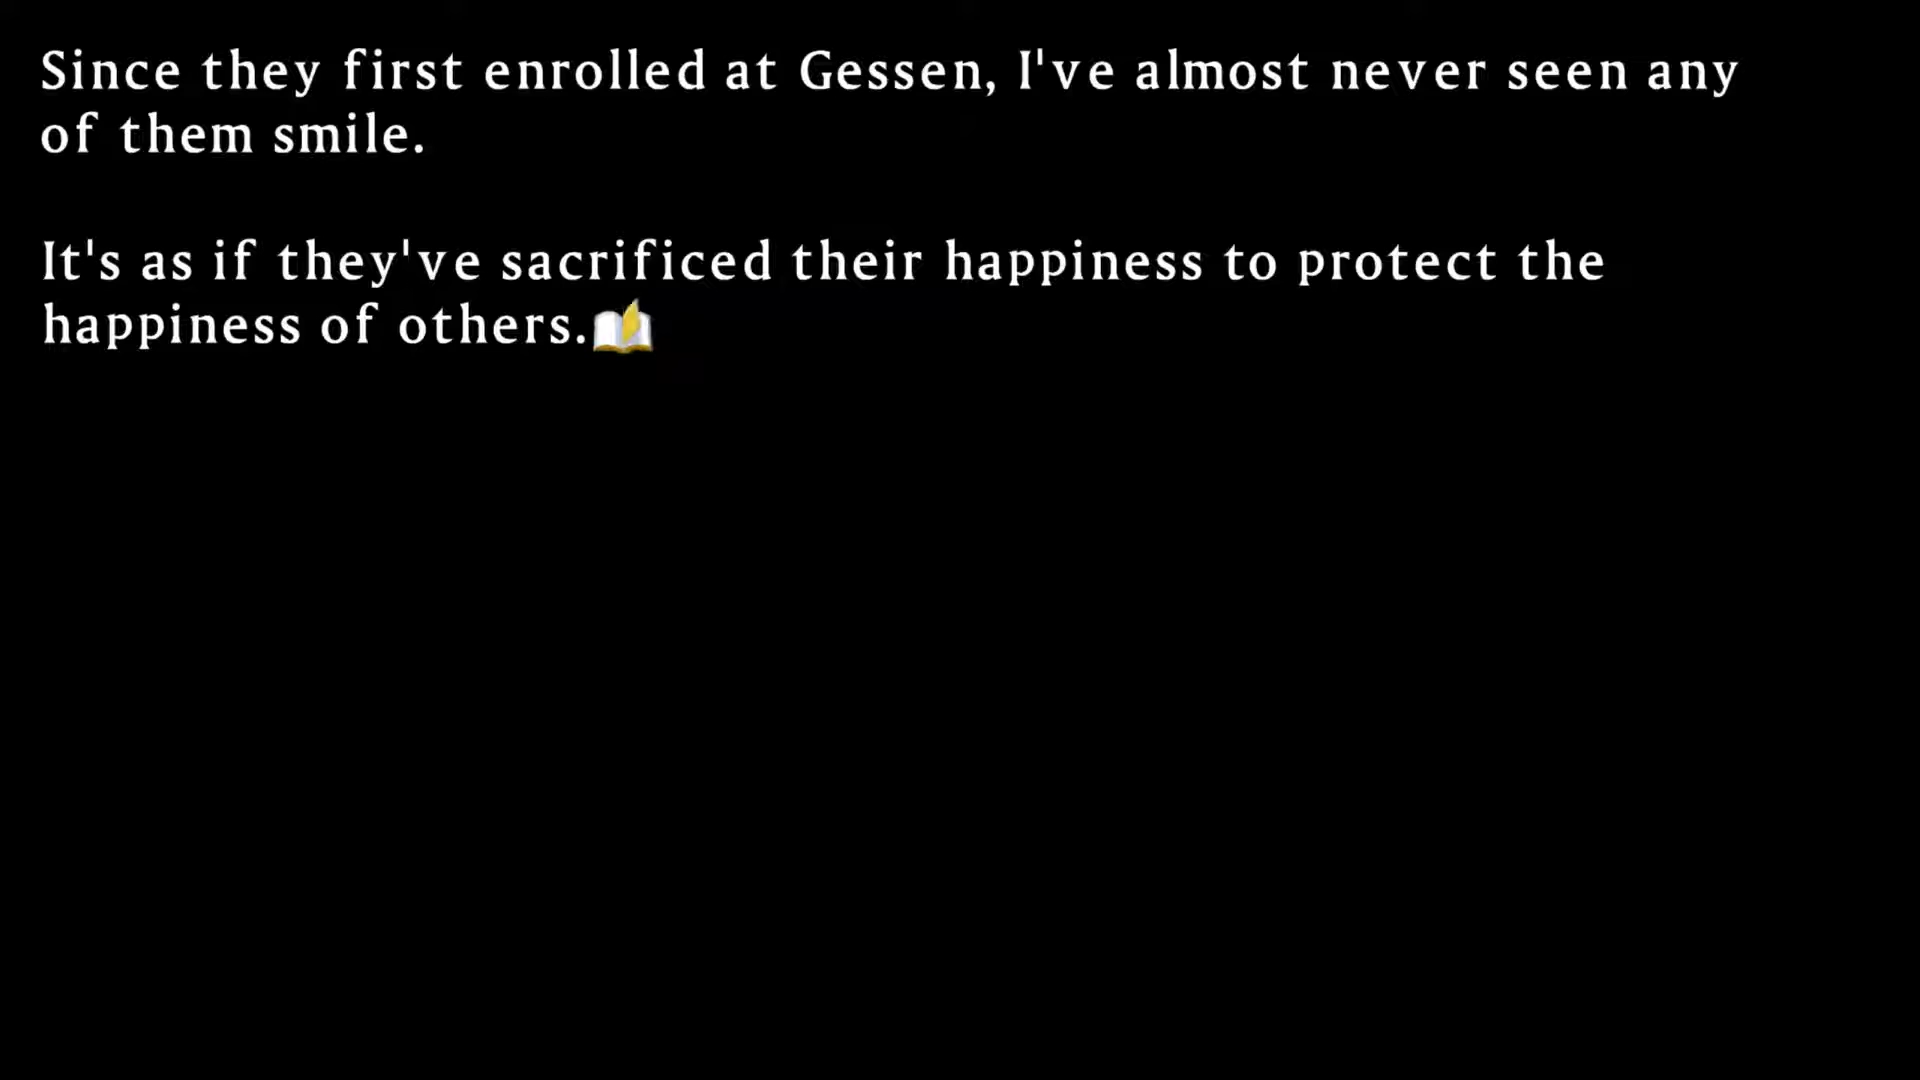 Since they first enrolled at Gessen, I've almost never seen any
of them smile.
It's as if they've sacrificed their happiness to protect the
happiness of others.